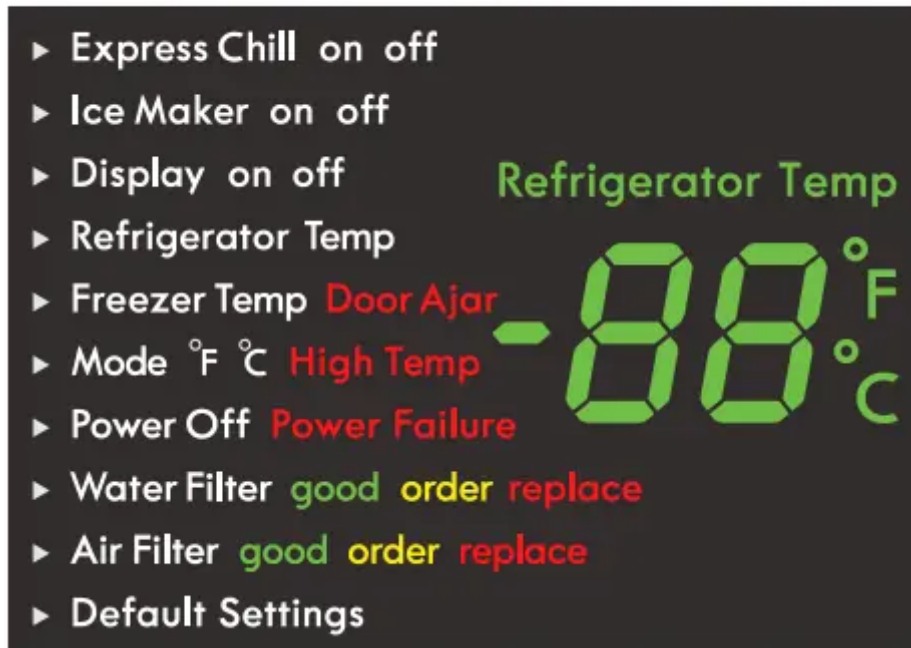 ▸ Express Chill on off
▸ Ice Maker on off
▸ Display on off
Refrigerator Temp
▸ Refrigerator Temp
▸ Freezer Temp Door Ajar
-88 °F °C
▸ Mode °F °C High Temp
▸ Power Off Power Failure
▸ Water Filter good order replace
▸ Air Filter good order replace
▸ Default Settings